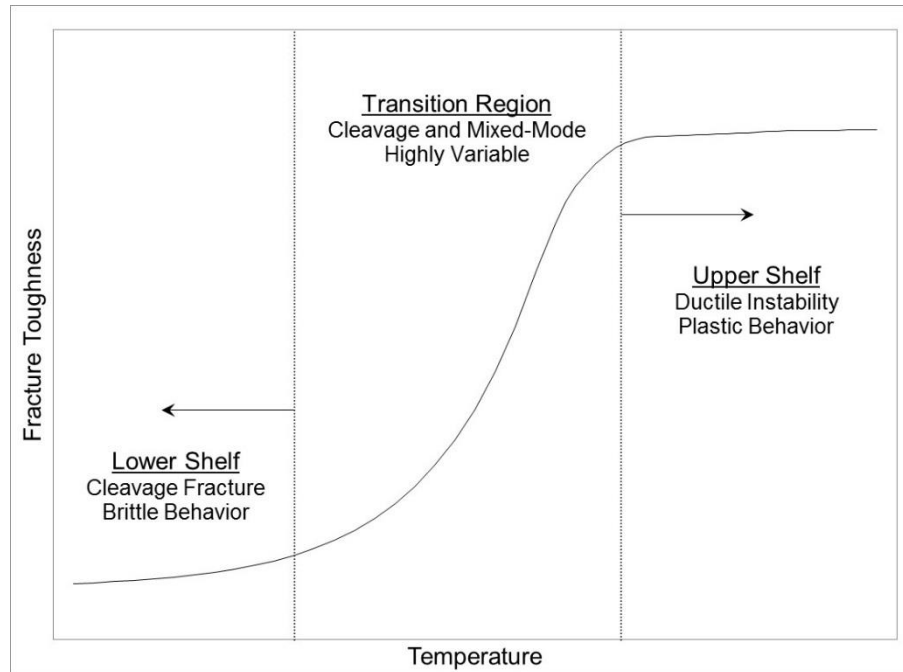 Transition Region
Cleavage and Mixed-Mode
Highly Variable
Upper Shelf
Ductile Instability
Plastic Behavior
Lower Shelf
Cleavage Fracture
Brittle Behavior
Fracture Toughness
Temperature